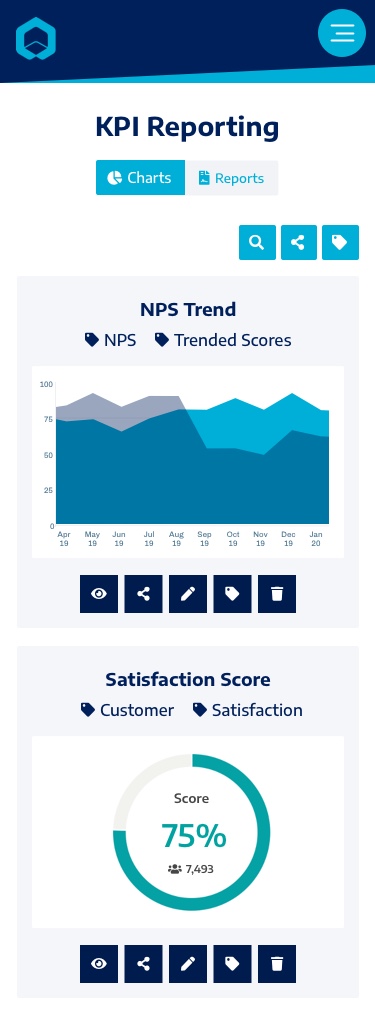 KPI Reporting
Charts Reports
NPS Trend
NPS Trended Scores
100
75
50
25
0
Apr May Jun Jul Aug Sep Oct Nov Dec Jan
19 19 19 19 19 19 19 19 19 20
Satisfaction Score
Customer Satisfaction
Score
75%
7,493